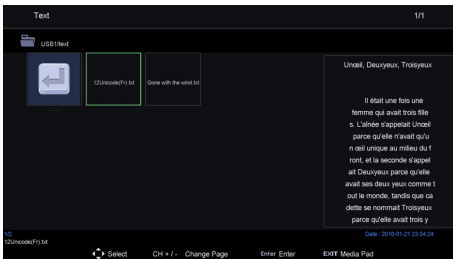 Text 1/1
USB1/text
12Unicode(Fr).txt Gone with the wind.txt
...
Unœil, Deuxyeux, Troisyeux
Il était une fois une
femme qui avait trois fille
s. L'aînée s'appelait Unœil
parce qu'elle n'avait qu'u
n œil unique au milieu du f
ront, et la seconde s'appel
ait Deuxyeux parce qu'elle
avait ses deux yeux comme t
out le monde, tandis que ca
dette se nommait Troisyeux
parce qu'elle avait trois y
1/2
12Unicode(Fr).txt
Date : 2010-01-21 23:04:24
Select CH + / - Change Page Enter Enter EXIT Media Pad